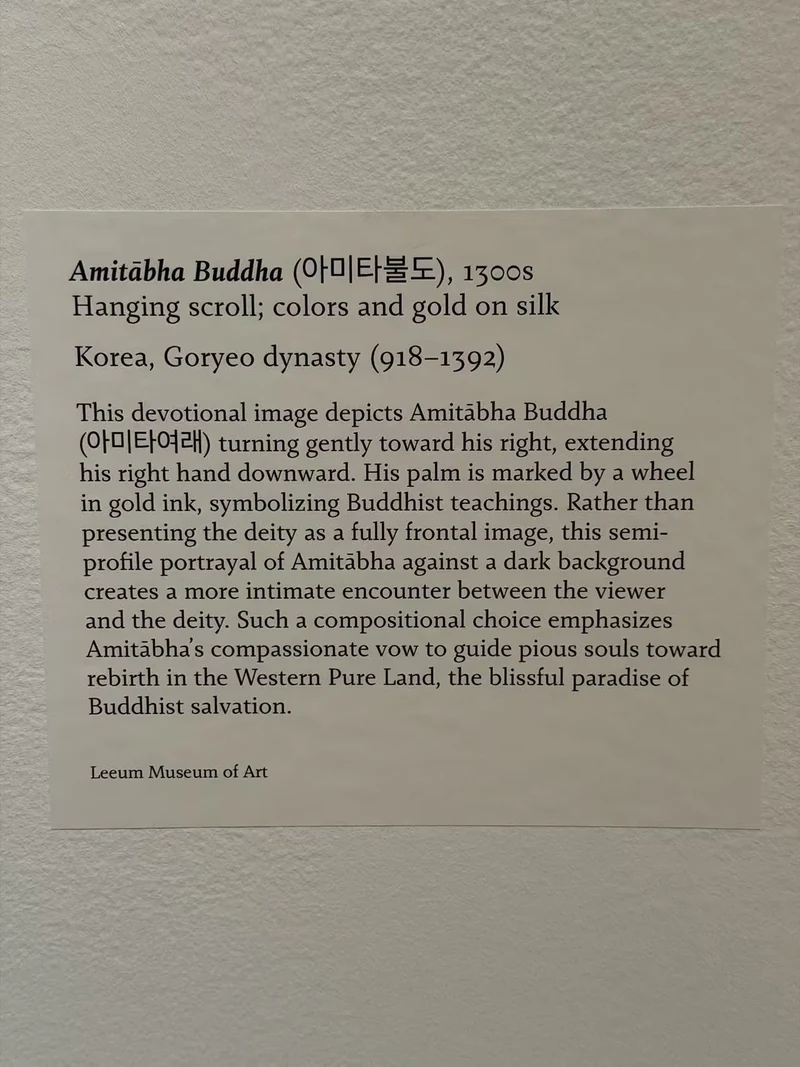 Amitābha Buddha (아미타불도), 1300s
Hanging scroll; colors and gold on silk
Korea, Goryeo dynasty (918–1392)
This devotional image depicts Amitābha Buddha
(아미타여래) turning gently toward his right, extending
his right hand downward. His palm is marked by a wheel
in gold ink, symbolizing Buddhist teachings. Rather than
presenting the deity as a fully frontal image, this semi-
profile portrayal of Amitābha against a dark background
creates a more intimate encounter between the viewer
and the deity. Such a compositional choice emphasizes
Amitābha’s compassionate vow to guide pious souls toward
rebirth in the Western Pure Land, the blissful paradise of
Buddhist salvation.
Leeum Museum of Art